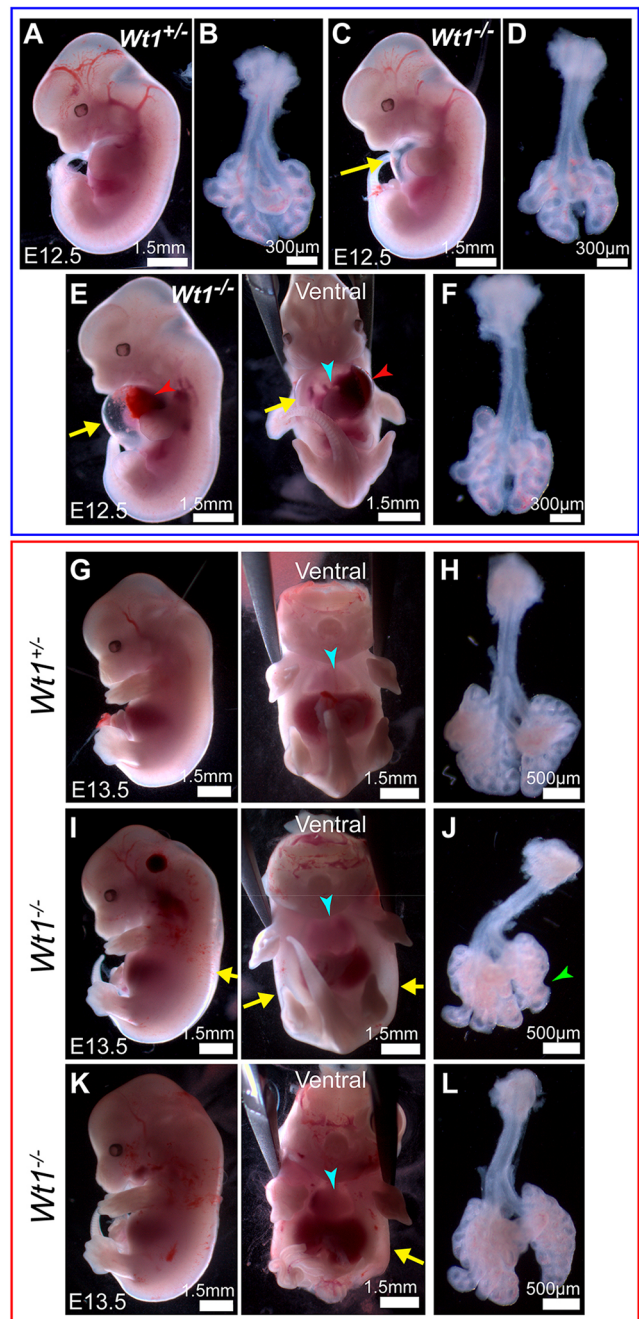 A Wt1+/- B C Wt1-/- D
E12.5 1.5mm 300µm 1.5mm 300µm
E Wt1-/- Ventral F
E12.5 1.5mm 1.5mm 300µm
Wt1+/- G Ventral H
E13.5 1.5mm 1.5mm 500µm
Wt1-/- I Ventral J
E13.5 1.5mm 1.5mm 500µm
Wt1-/- K Ventral L
E13.5 1.5mm 1.5mm 500µm